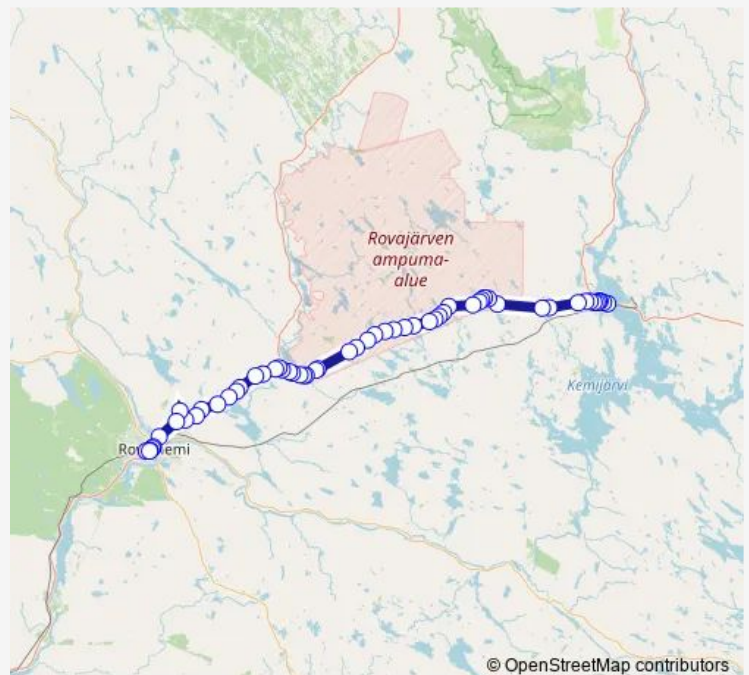 Rovajärven
ampuma-
alue
Kemijärvi
© OpenStreetMap contributors